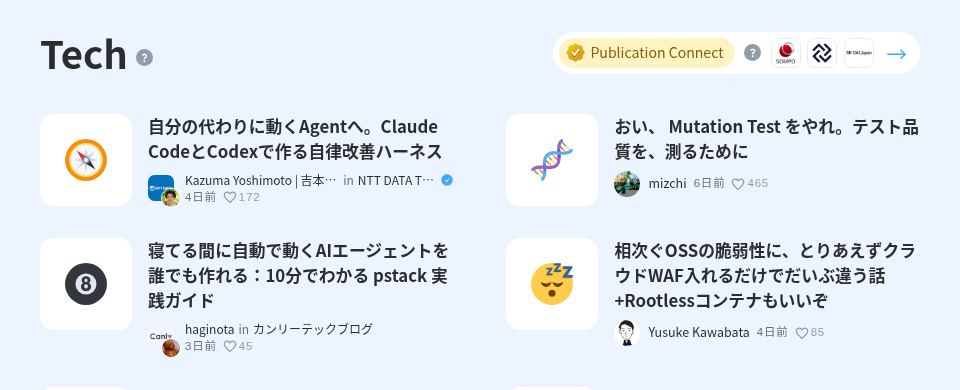 Tech ?
Publication Connect ? SOMPO SB OAI Japan
自分の代わりに動くAgentへ。Claude
CodeとCodexで作る自律改善ハーネス
Kazuma Yoshimoto | 吉本… in NTT DATA T…
4日前 172
おい、 Mutation Test をやれ。テスト品
質を、測るために
mizchi 6日前 465
8
寝てる間に自動で動くAIエージェントを
誰でも作れる：10分でわかる pstack 実
践ガイド
Canly
haginota in カンリーテックブログ
3日前 45
zzZ
相次ぐOSSの脆弱性に、とりあえずクラ
ウドWAF入れるだけでだいぶ違う話
+Rootlessコンテナもいいぞ
Yusuke Kawabata 4日前 85